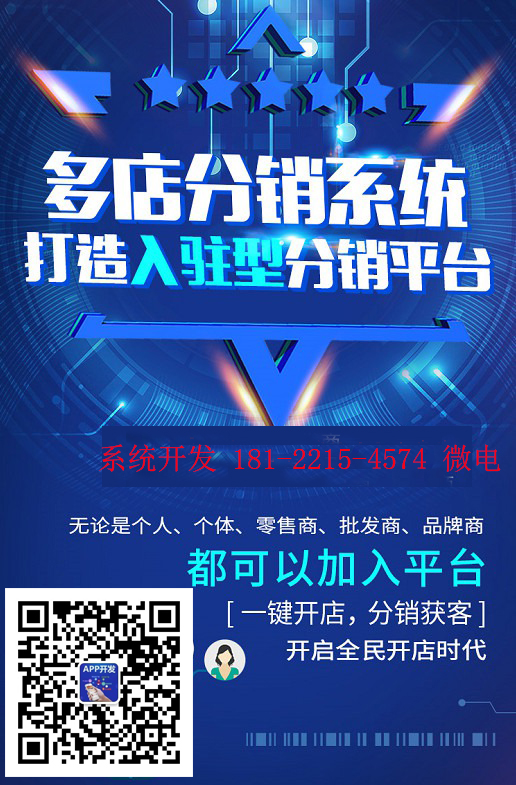 多店分销系统
打造入驻型分销平台
系统开发 181-2215-4574 微电
无论是个人、个体、零售商、批发商、品牌商
都可以加入平台
[ 一键开店，分销获客 ]
开启全民开店时代
APP开发